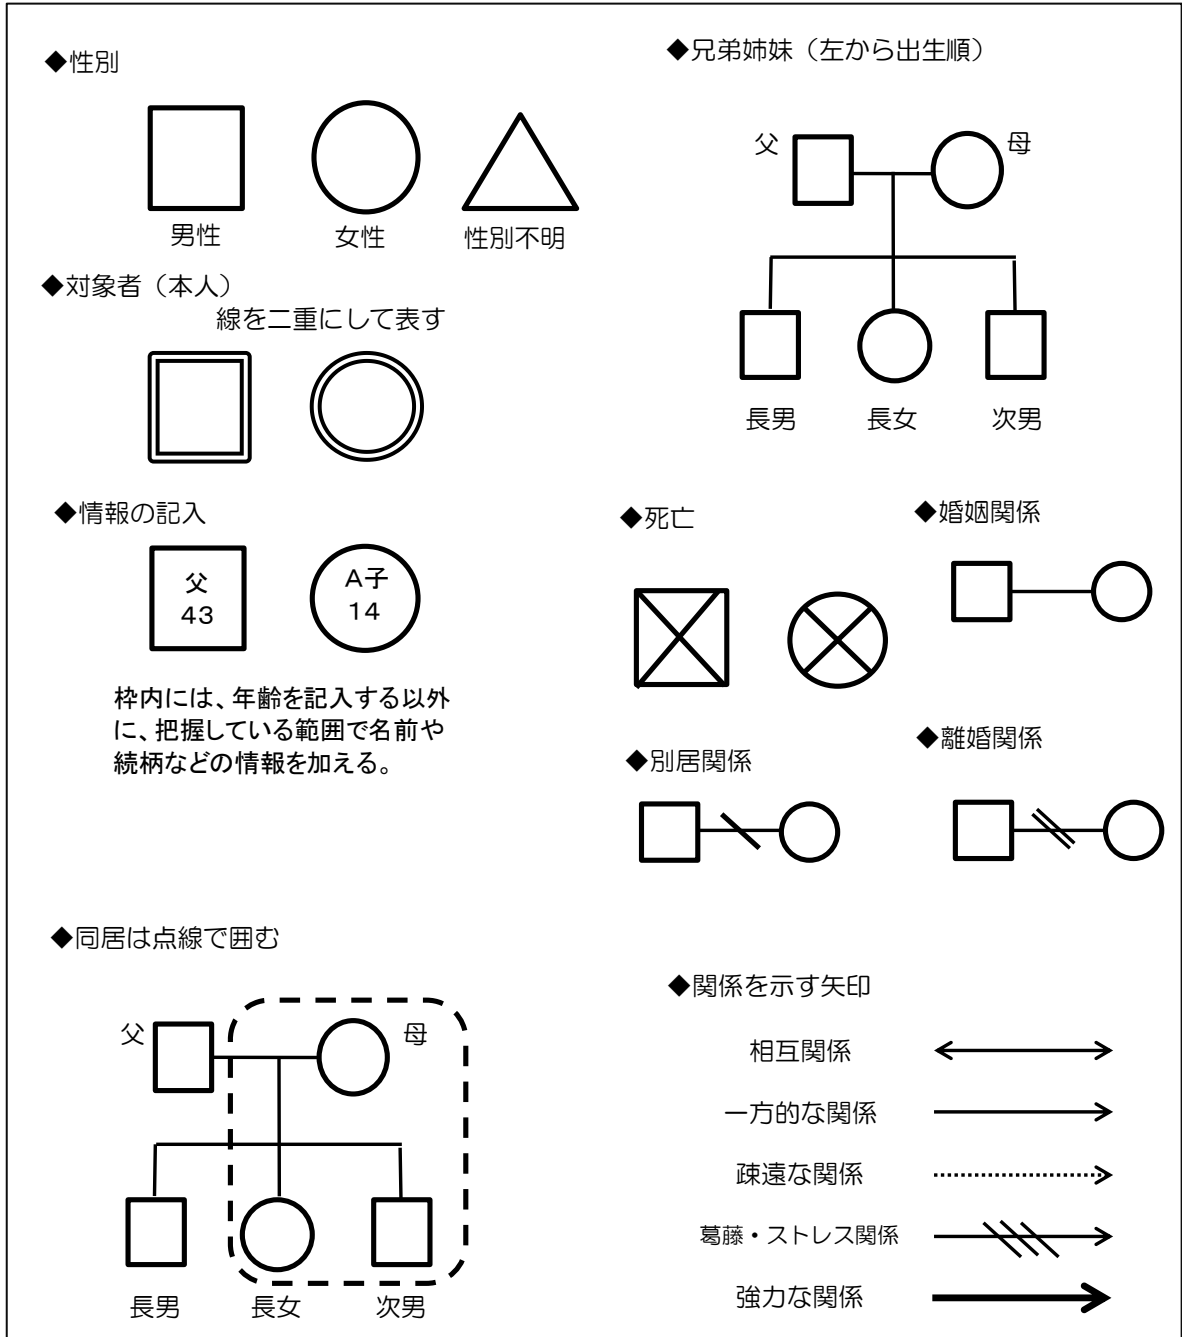 ◆性別
男性
女性
性別不明
◆対象者（本人）
線を二重にして表す
◆情報の記入
父
43
A子
14
枠内には、年齢を記入する以外
に、把握している範囲で名前や
続柄などの情報を加える。
◆兄弟姉妹（左から出生順）
父
母
長男
長女
次男
◆死亡
◆婚姻関係
◆別居関係
◆離婚関係
◆同居は点線で囲む
父
母
長男
長女
次男
◆関係を示す矢印
相互関係
一方的な関係
疎遠な関係
葛藤・ストレス関係
強力な関係